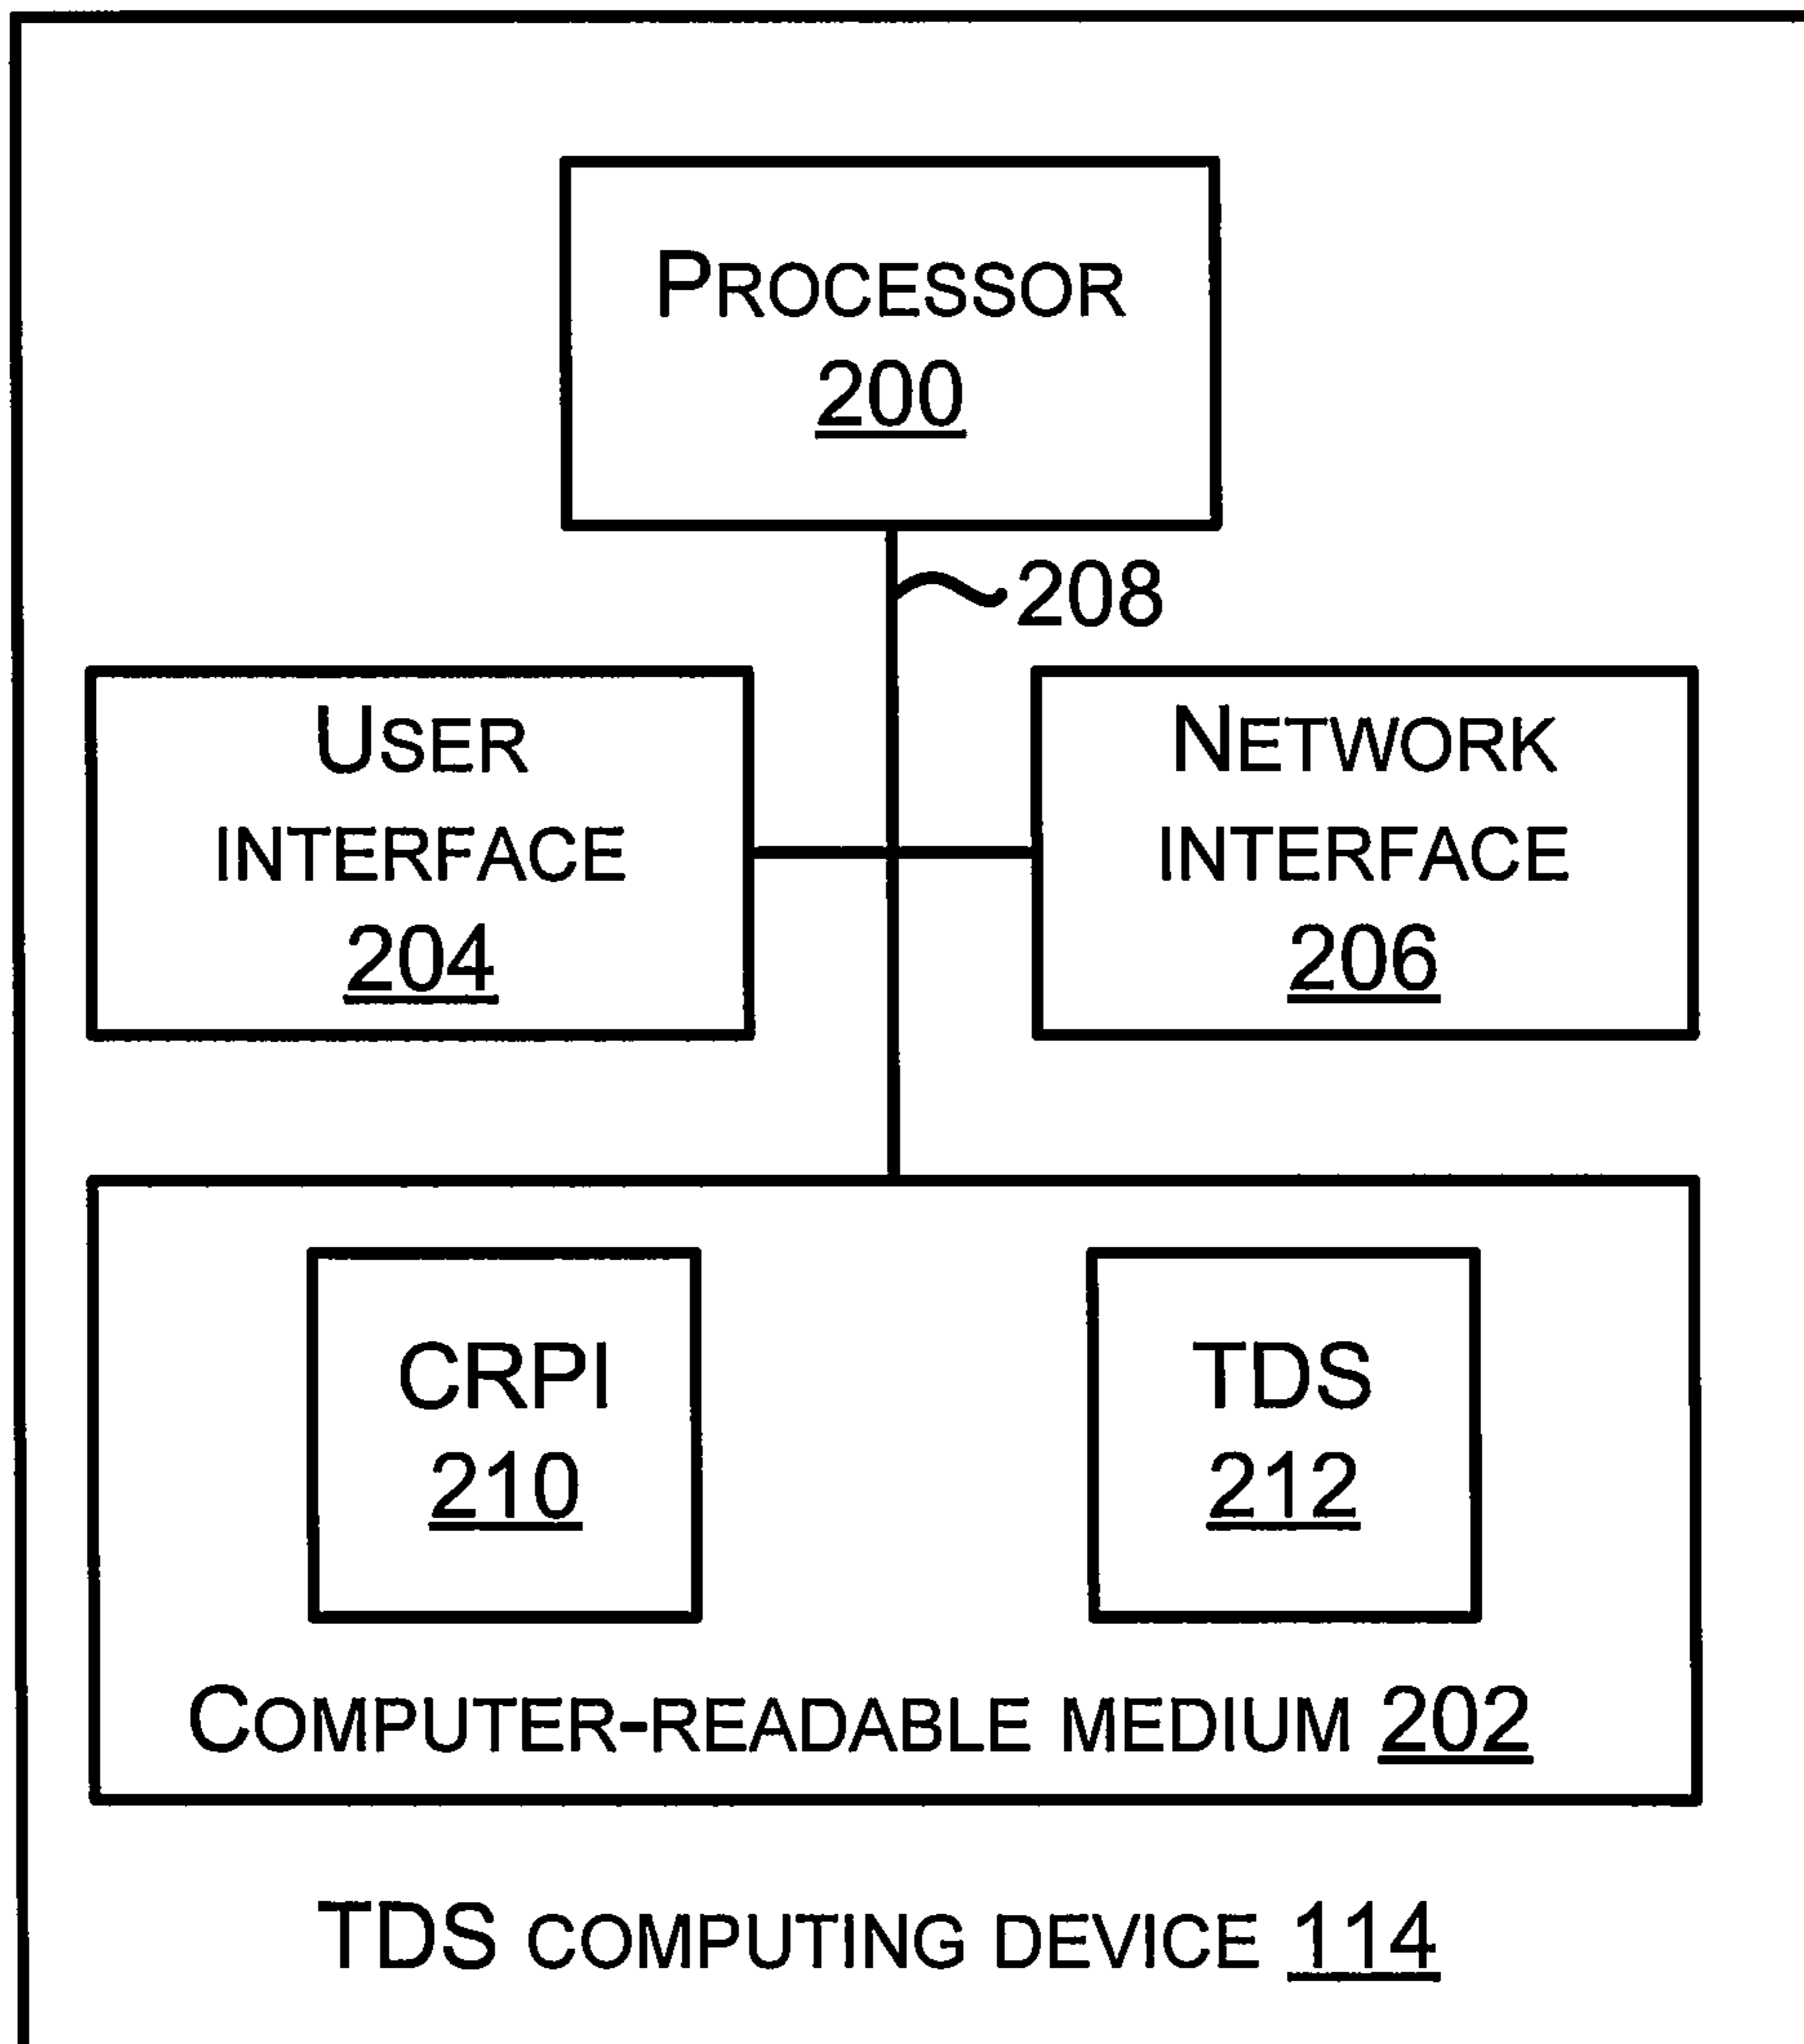 PROCESSOR
200
208
USER
INTERFACE
204
NETWORK
INTERFACE
206
CRPI
210
TDS
212
COMPUTER-READABLE MEDIUM 202
TDS COMPUTING DEVICE 114